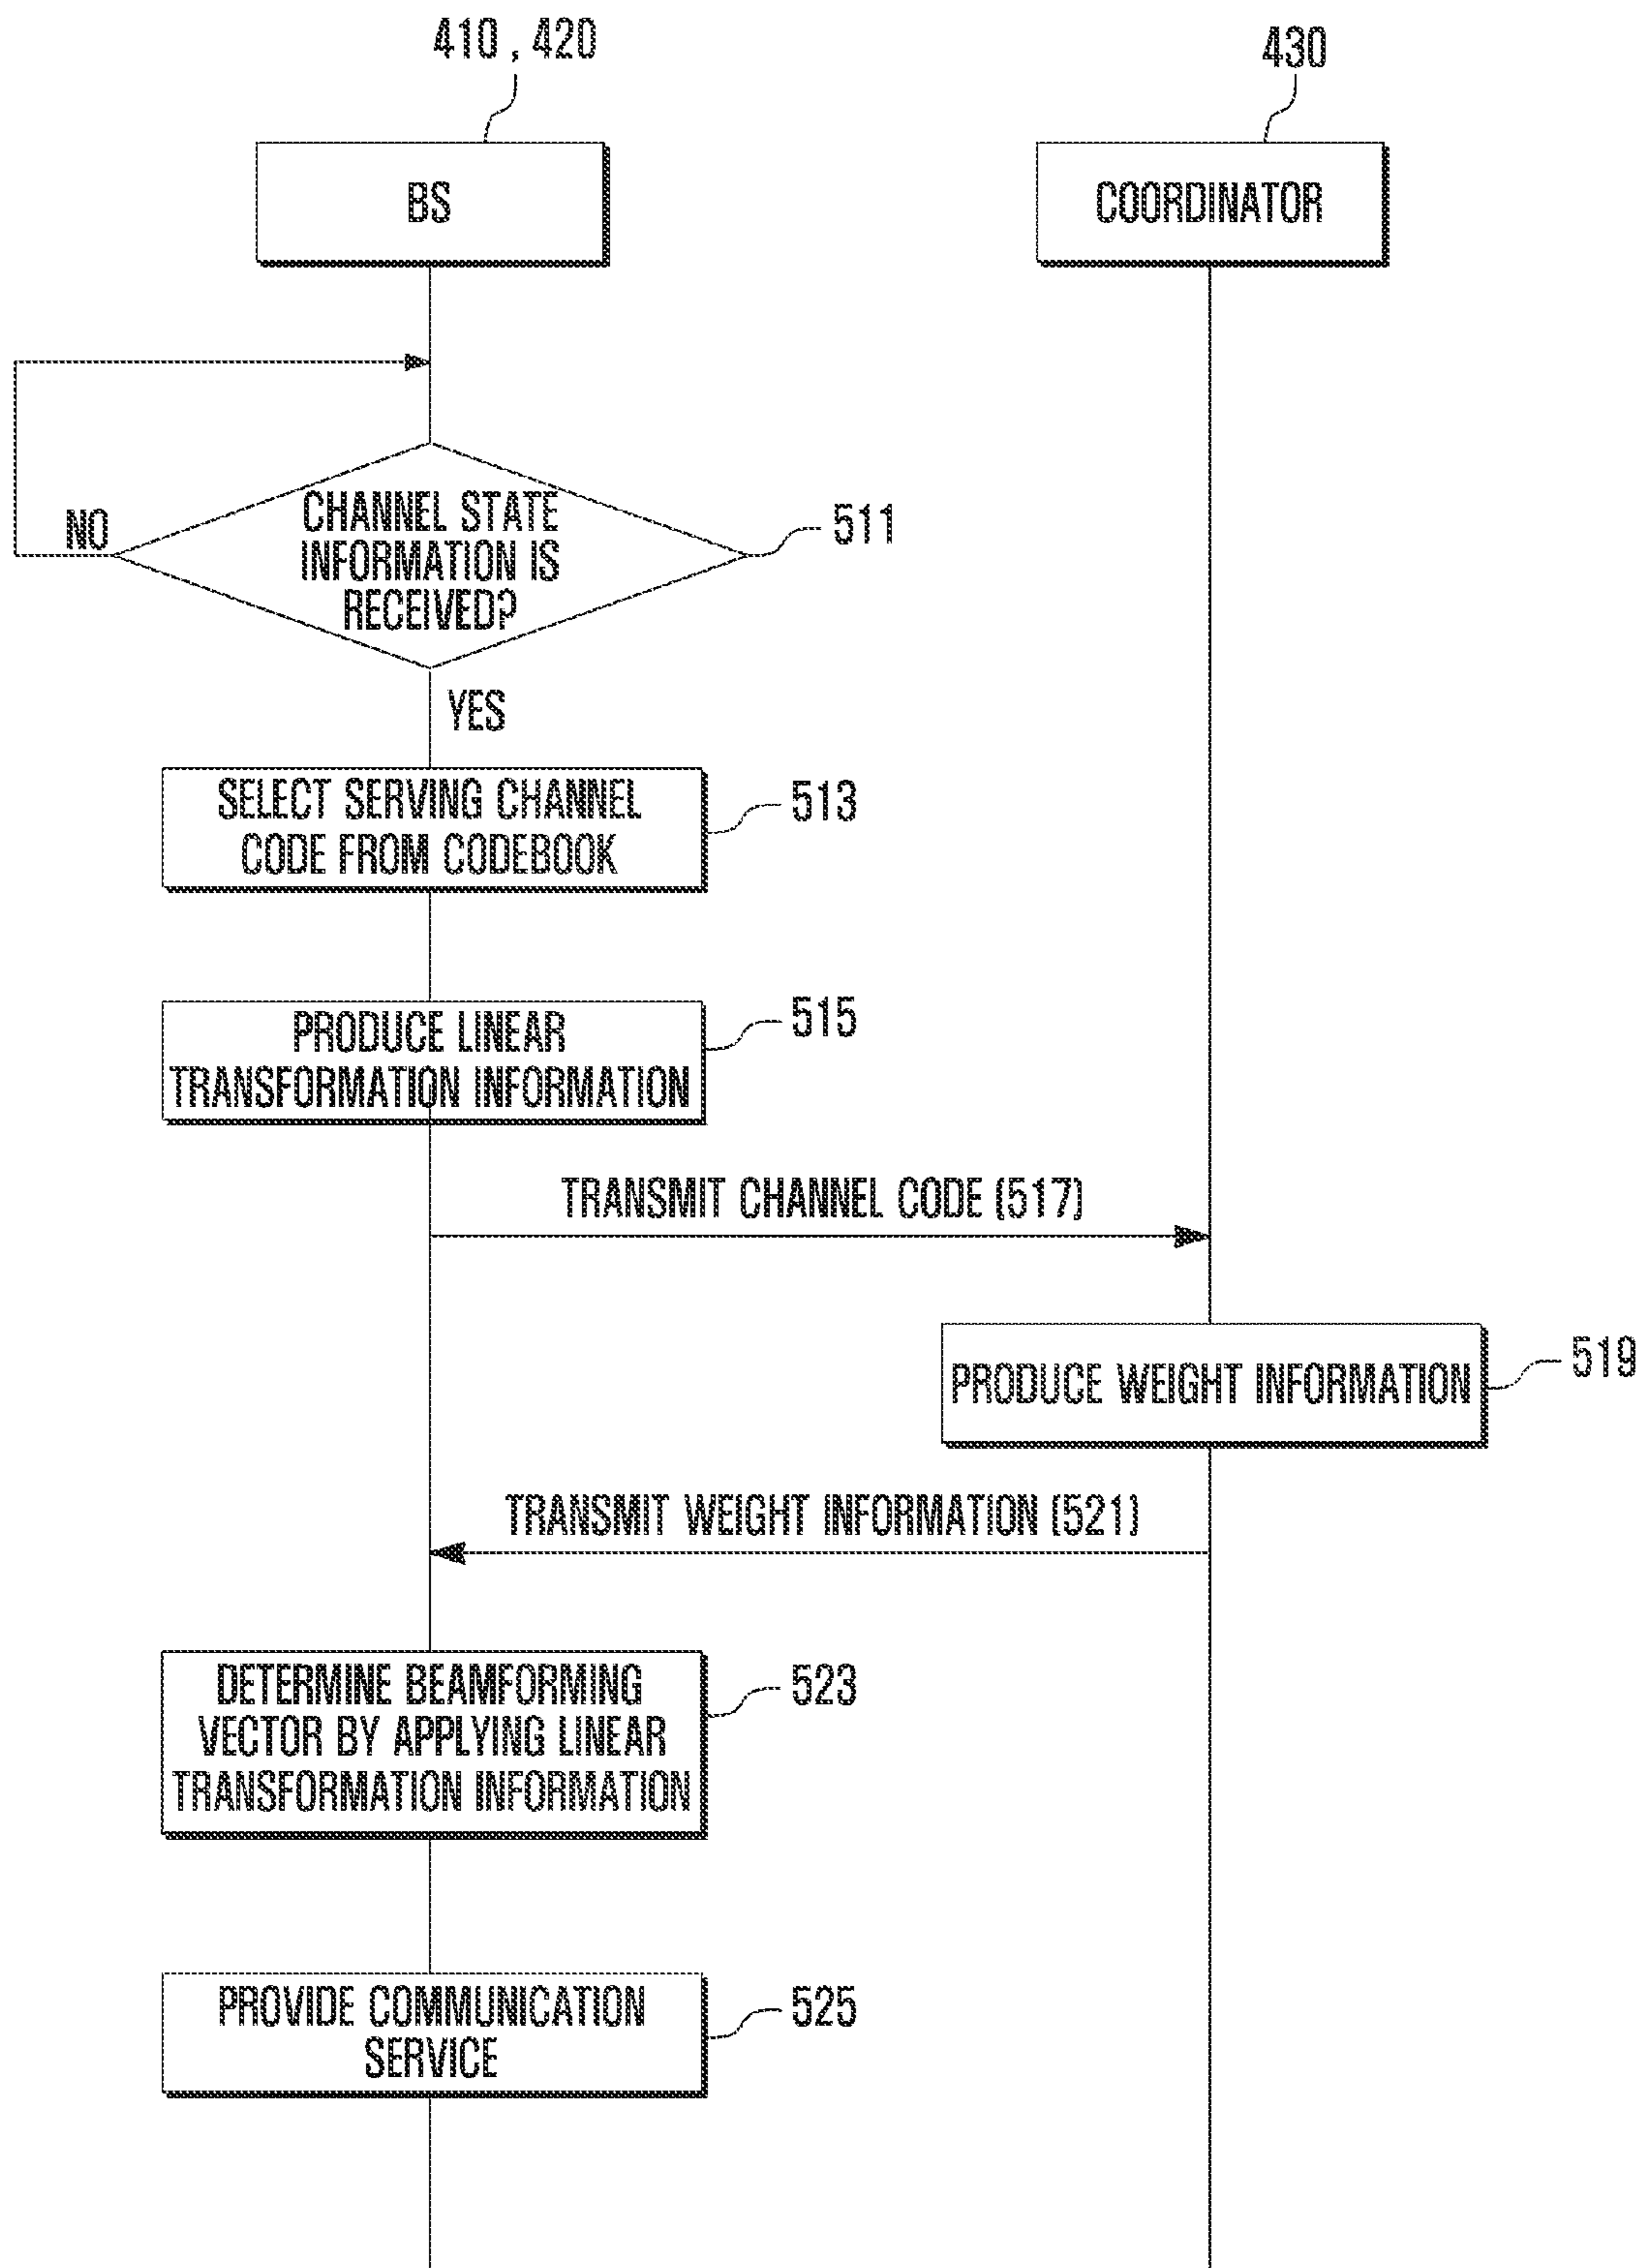 410, 420
430
BS
COORDINATOR
CHANNEL STATE
INFORMATION IS
RECEIVED?
511
NO
YES
SELECT SERVING CHANNEL
CODE FROM CODEBOOK
513
PRODUCE LINEAR
TRANSFORMATION INFORMATION
515
TRANSMIT CHANNEL CODE (517)
PRODUCE WEIGHT INFORMATION
519
TRANSMIT WEIGHT INFORMATION (521)
DETERMINE BEAMFORMING
VECTOR BY APPLYING LINEAR
TRANSFORMATION INFORMATION
523
PROVIDE COMMUNICATION
SERVICE
525